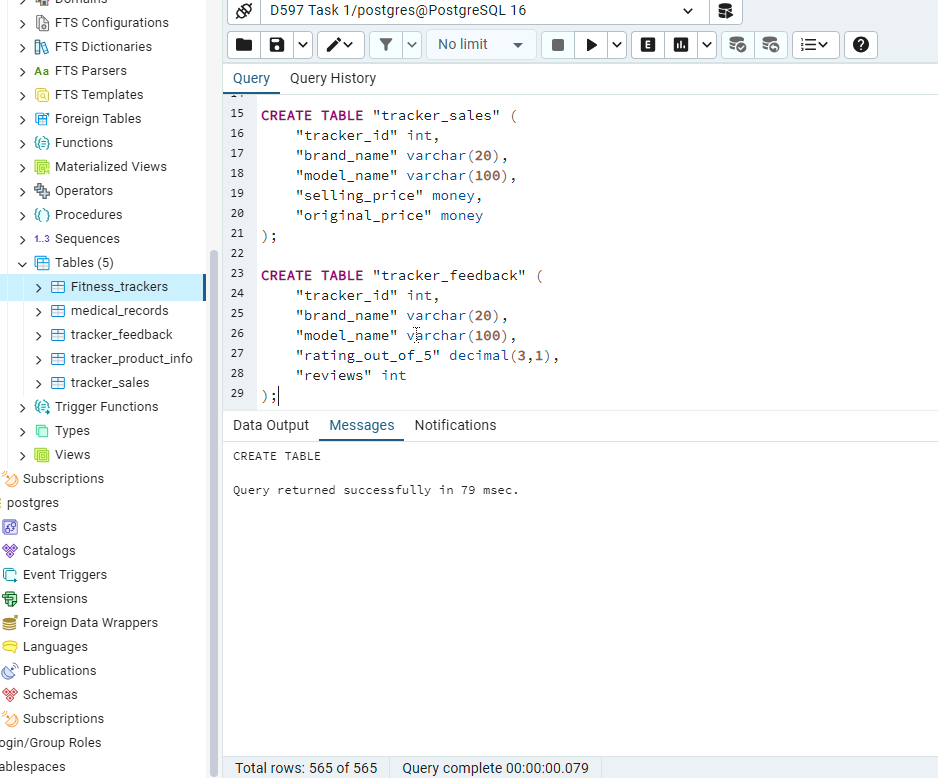 Domains
FTS Configurations
FTS Dictionaries
Aa FTS Parsers
FTS Templates
Foreign Tables
Functions
Materialized Views
Operators
Procedures
1..3 Sequences
Tables (5)
Fitness_trackers
medical_records
tracker_feedback
tracker_product_info
tracker_sales
Trigger Functions
Types
Views
Subscriptions
postgres
Casts
Catalogs
Event Triggers
Extensions
Foreign Data Wrappers
Languages
Publications
Schemas
Subscriptions
ogin/Group Roles
ablespaces
D597 Task 1/postgres@PostgreSQL 16
No limit
E
Query Query History
14
15 CREATE TABLE "tracker_sales" (
16 "tracker_id" int,
17 "brand_name" varchar(20),
18 "model_name" varchar(100),
19 "selling_price" money,
20 "original_price" money
21 );
22
23 CREATE TABLE "tracker_feedback" (
24 "tracker_id" int,
25 "brand_name" varchar(20),
26 "model_name" varchar(100),
27 "rating_out_of_5" decimal(3,1),
28 "reviews" int
29 );
Data Output Messages Notifications
CREATE TABLE
Query returned successfully in 79 msec.
Total rows: 565 of 565 Query complete 00:00:00.079